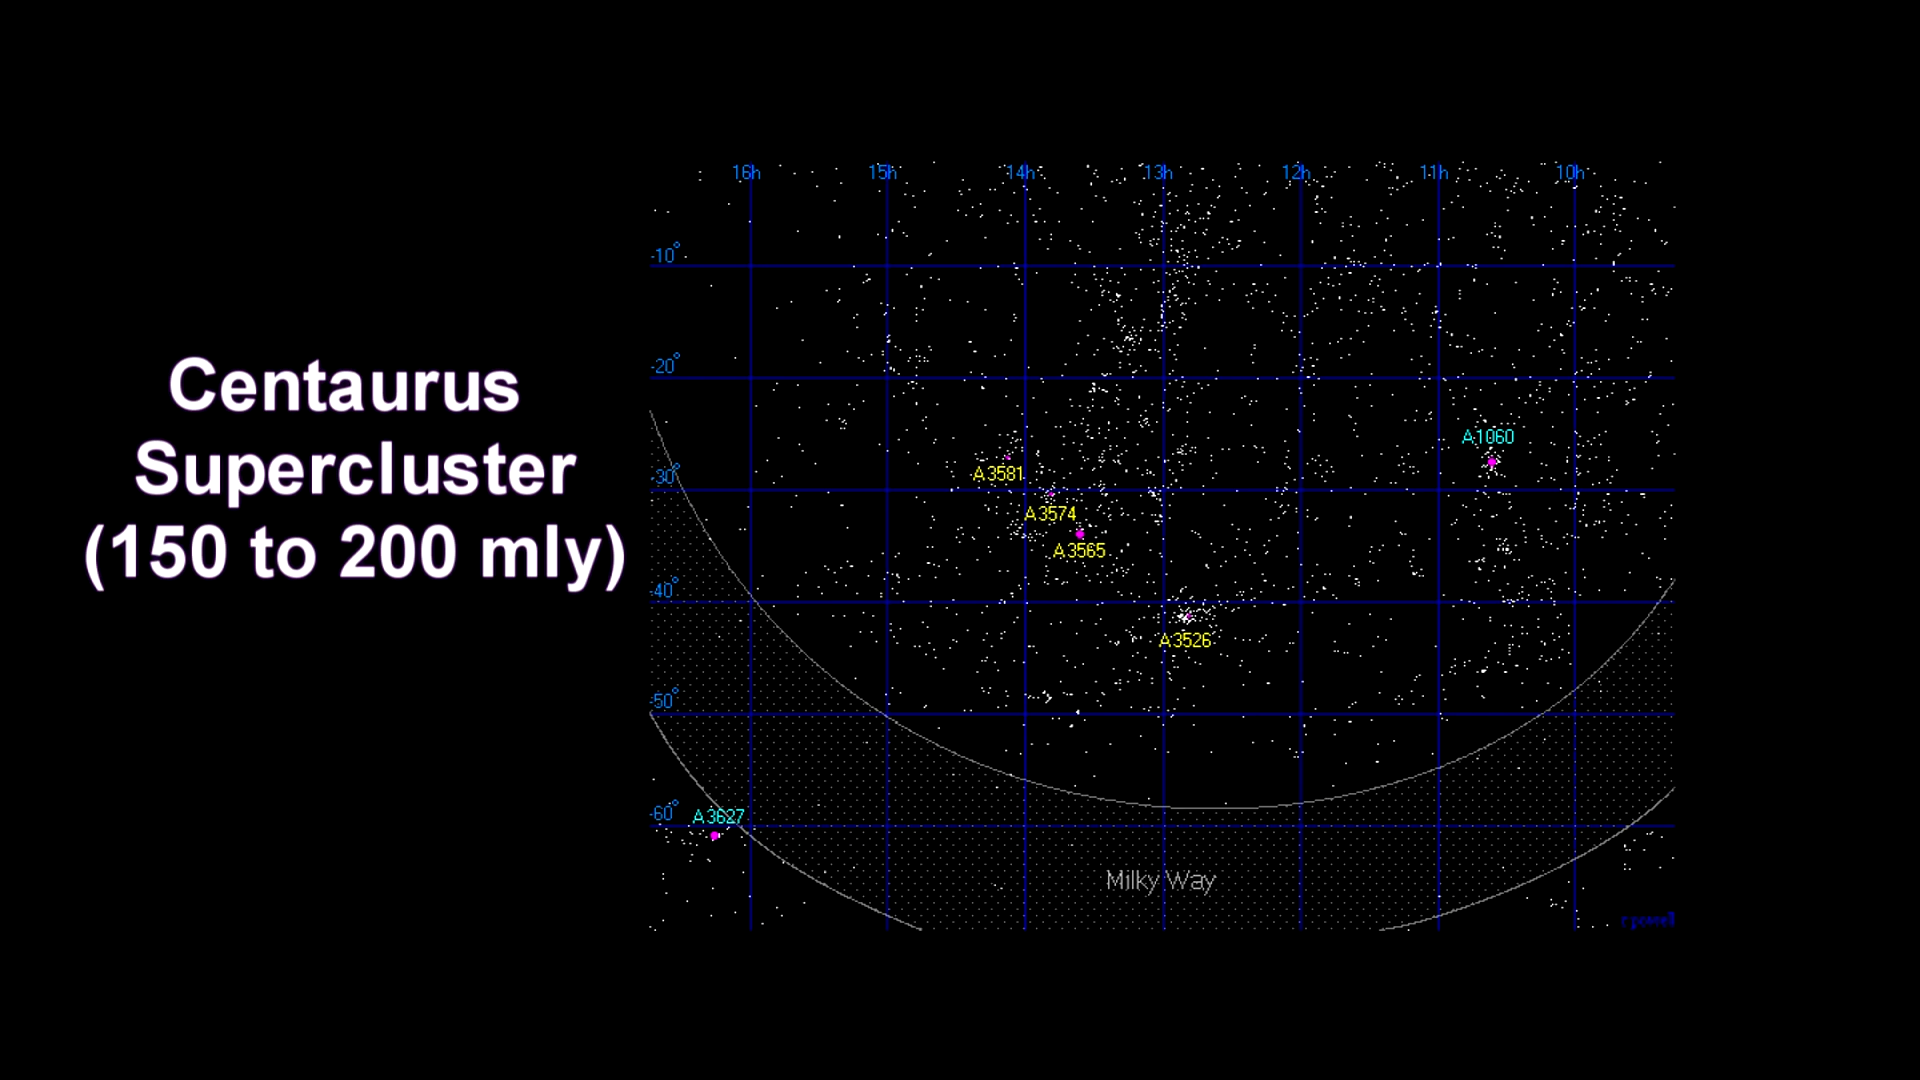 Centaurus
Supercluster
(150 to 200 mly)
16h 15h 14h 13h 12h 11h 10h
-10°
-20°
A1060
A3581
-30°
A3574
A3565
-40°
A3526
-50°
-60°
A3627
Milky Way
r powell